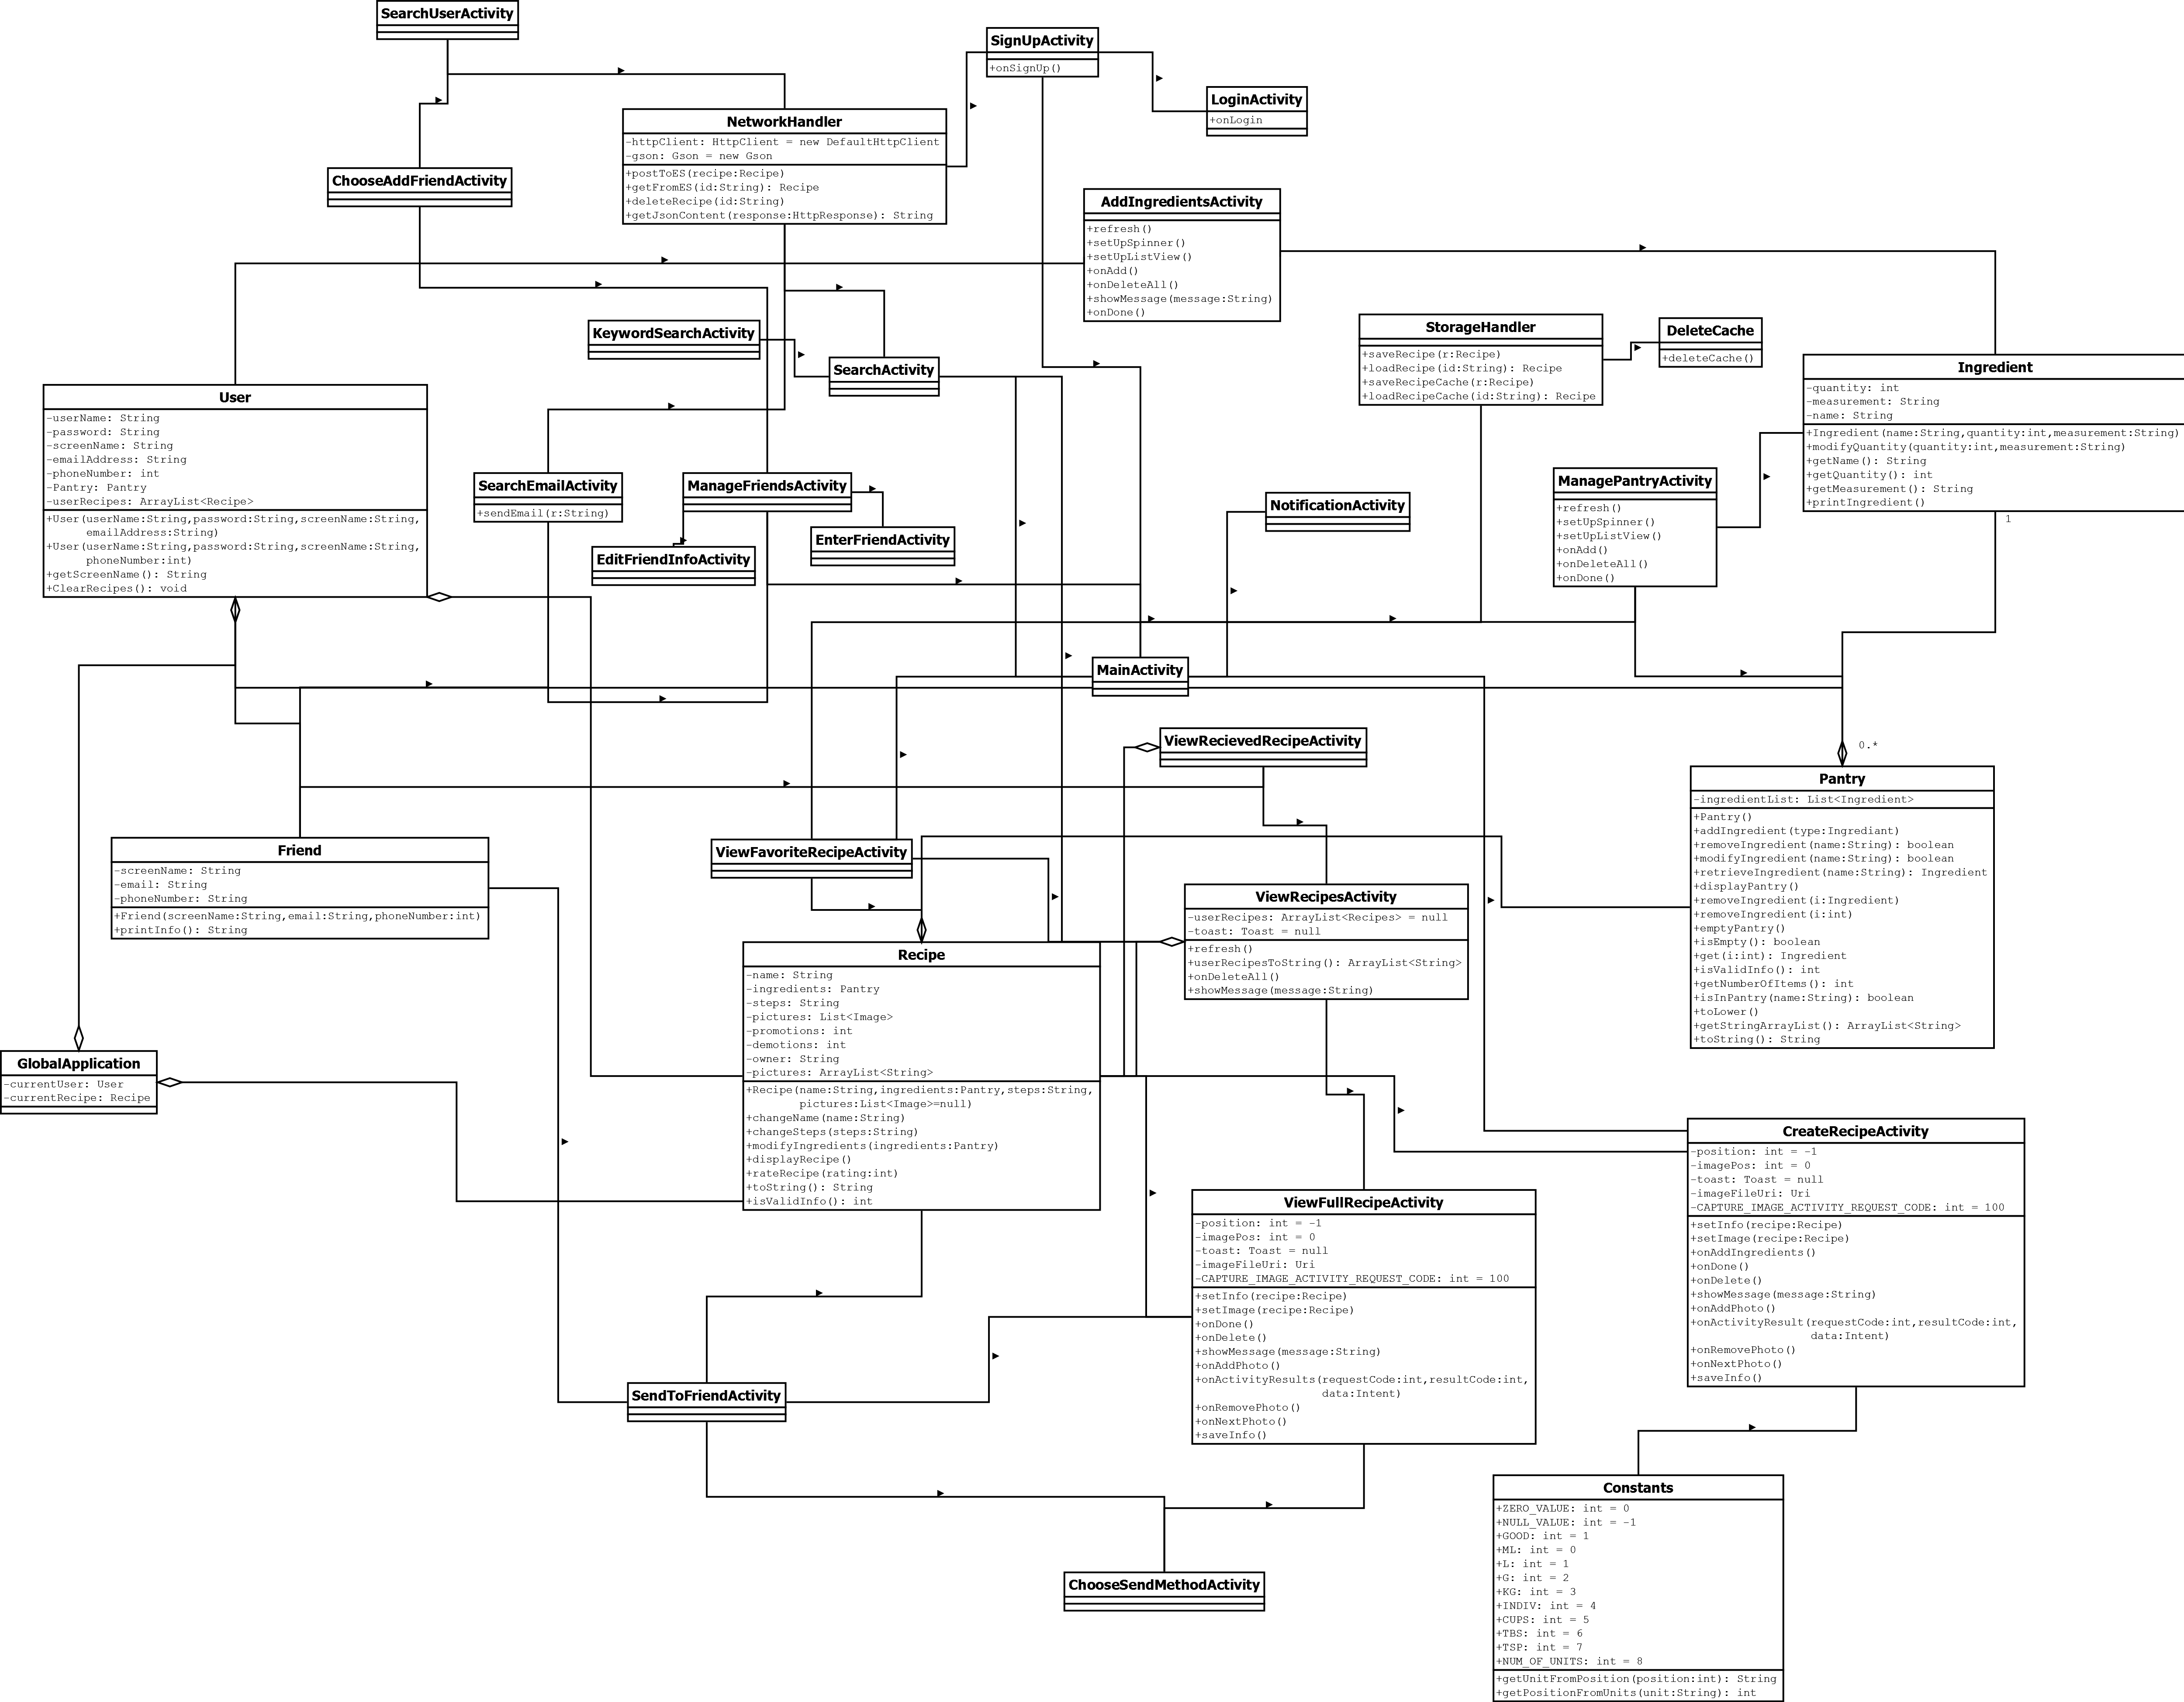 SearchUserActivity
SignUpActivity
+onSignUp()
LoginActivity
+onLogin
NetworkHandler
-httpClient: HttpClient = new DefaultHttpClient
-gson: Gson = new Gson
+postToES(recipe:Recipe)
+getFromES(id:String): Recipe
+deleteRecipe(id:String)
+getJsonContent(response:HttpResponse): String
ChooseAddFriendActivity
AddIngredientsActivity
+refresh()
+setUpSpinner()
+setUpListView()
+onAdd()
+onDeleteAll()
+showMessage(message:String)
+onDone()
KeywordSearchActivity
SearchActivity
StorageHandler
+saveRecipe(r:Recipe)
+loadRecipe(id:String): Recipe
+saveRecipeCache(r:Recipe)
+loadRecipeCache(id:String): Recipe
DeleteCache
+deleteCache()
Ingredient
-quantity: int
-measurement: String
-name: String
+Ingredient(name:String,quantity:int,measurement:String)
+modifyQuantity(quantity:int,measurement:String)
+getName(): String
+getQuantity(): int
+getMeasurement(): String
+printIngredient()
1
User
-userName: String
-password: String
-screenName: String
-emailAddress: String
-phoneNumber: int
-Pantry: Pantry
-userRecipes: ArrayList<Recipe>
+User(userName:String,password:String,screenName:String,
emailAddress:String)
+User(userName:String,password:String,screenName:String,
phoneNumber:int)
+getScreenName(): String
+ClearRecipes(): void
SearchEmailActivity
+sendEmail(r:String)
ManageFriendsActivity
EnterFriendActivity
EditFriendInfoActivity
NotificationActivity
ManagePantryActivity
+refresh()
+setUpSpinner()
+setUpListView()
+onAdd()
+onDeleteAll()
+onDone()
MainActivity
ViewRecievedRecipeActivity
0.*
Pantry
-ingredientList: List<Ingredient>
+Pantry()
+addIngredient(type:Ingrediant)
+removeIngredient(name:String): boolean
+modifyIngredient(name:String): boolean
+retrieveIngredient(name:String): Ingredient
+displayPantry()
+removeIngredient(i:Ingredient)
+removeIngredient(i:int)
+emptyPantry()
+isEmpty(): boolean
+get(i:int): Ingredient
+isValidInfo(): int
+getNumberOfItems(): int
+isInPantry(name:String): boolean
+toLower()
+getStringArrayList(): ArrayList<String>
+toString(): String
Friend
-screenName: String
-email: String
-phoneNumber: String
+Friend(screenName:String,email:String,phoneNumber:int)
+printInfo(): String
ViewFavoriteRecipeActivity
ViewRecipesActivity
-userRecipes: ArrayList<Recipes> = null
-toast: Toast = null
+refresh()
+userRecipesToString(): ArrayList<String>
+onDeleteAll()
+showMessage(message:String)
Recipe
-name: String
-ingredients: Pantry
-steps: String
-pictures: List<Image>
-promotions: int
-demotions: int
-owner: String
-pictures: ArrayList<String>
+Recipe(name:String,ingredients:Pantry,steps:String,
pictures:List<Image>=null)
+changeName(name:String)
+changeSteps(steps:String)
+modifyIngredients(ingredients:Pantry)
+displayRecipe()
+rateRecipe(rating:int)
+toString(): String
+isValidInfo(): int
GlobalApplication
-currentUser: User
-currentRecipe: Recipe
CreateRecipeActivity
-position: int = -1
-imagePos: int = 0
-toast: Toast = null
-imageFileUri: Uri
-CAPTURE_IMAGE_ACTIVITY_REQUEST_CODE: int = 100
+setInfo(recipe:Recipe)
+setImage(recipe:Recipe)
+onAddIngredients()
+onDone()
+onDelete()
+showMessage(message:String)
+onAddPhoto()
+onActivityResult(requestCode:int,resultCode:int,
data:Intent)
+onRemovePhoto()
+onNextPhoto()
+saveInfo()
ViewFullRecipeActivity
-position: int = -1
-imagePos: int = 0
-toast: Toast = null
-imageFileUri: Uri
-CAPTURE_IMAGE_ACTIVITY_REQUEST_CODE: int = 100
+setInfo(recipe:Recipe)
+setImage(recipe:Recipe)
+onDone()
+onDelete()
+showMessage(message:String)
+onAddPhoto()
+onActivityResults(requestCode:int,resultCode:int,
data:Intent)
+onRemovePhoto()
+onNextPhoto()
+saveInfo()
SendToFriendActivity
ChooseSendMethodActivity
Constants
+ZERO_VALUE: int = 0
+NULL_VALUE: int = -1
+GOOD: int = 1
+ML: int = 0
+L: int = 1
+G: int = 2
+KG: int = 3
+INDIV: int = 4
+CUPS: int = 5
+TBS: int = 6
+TSP: int = 7
+NUM_OF_UNITS: int = 8
+getUnitFromPosition(position:int): String
+getPositionFromUnits(unit:String): int